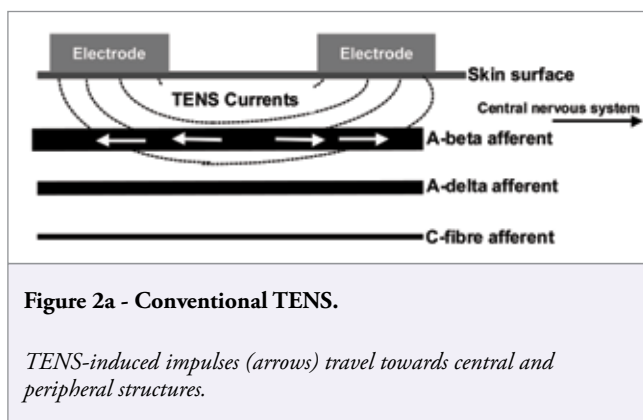 Electrode Electrode
Skin surface
TENS Currents
Central nervous system
A-beta afferent
A-delta afferent
C-fibre afferent
Figure 2a - Conventional TENS.
TENS-induced impulses (arrows) travel towards central and
peripheral structures.